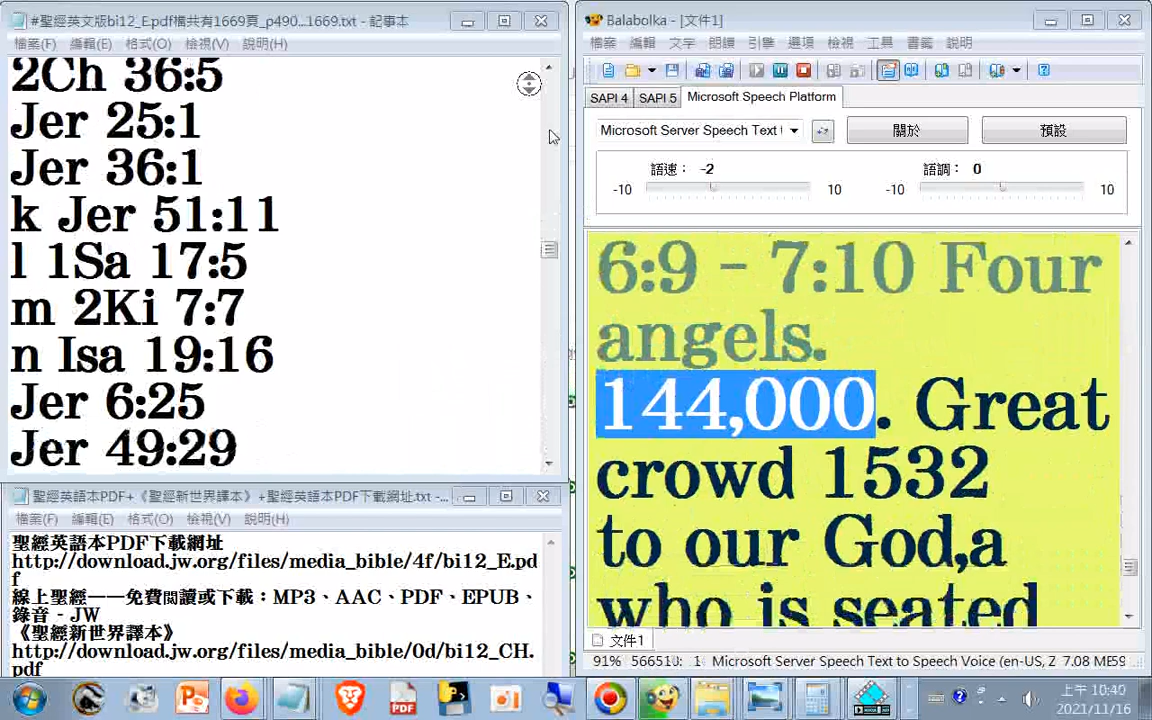 #聖經英文版bi12_E.pdf檔共有1669頁_p490...1669.txt - 記事本
檔案(F) 編輯(E) 格式(O) 檢視(V) 說明(H)
2Ch 36:5
Jer 25:1
Jer 36:1
k Jer 51:11
l 1Sa 17:5
m 2Ki 7:7
n Isa 19:16
Jer 6:25
Jer 49:29
聖經英語本PDF+《聖經新世界譯本》+聖經英語本PDF下載網址.txt -...
檔案(F) 編輯(E) 格式(O) 檢視(V) 說明(H)
聖經英語本PDF下載網址
http://download.jw.org/files/media_bible/4f/bi12_E.pd
f
線上聖經——免費閱讀或下載：MP3、AAC、PDF、EPUB、
錄音 - JW
《聖經新世界譯本》
http://download.jw.org/files/media_bible/0d/bi12_CH.
pdf
Balabolka - [文件1]
檔案 編輯 文字 朗讀 引擎 選項 檢視 工具 書籤 說明
SAPI 4 SAPI 5 Microsoft Speech Platform
Microsoft Server Speech Text 關於 預設
語速： -2 語調： 0
-10 10 -10 10
6:9 - 7:10 Four
angels.
144,000. Great
crowd 1532
to our God,a
who is seated
文件1
91% 566510: 1 Microsoft Server Speech Text to Speech Voice (en-US, Z 7.08 ME59
PDF
上午 10:40
2021/11/16